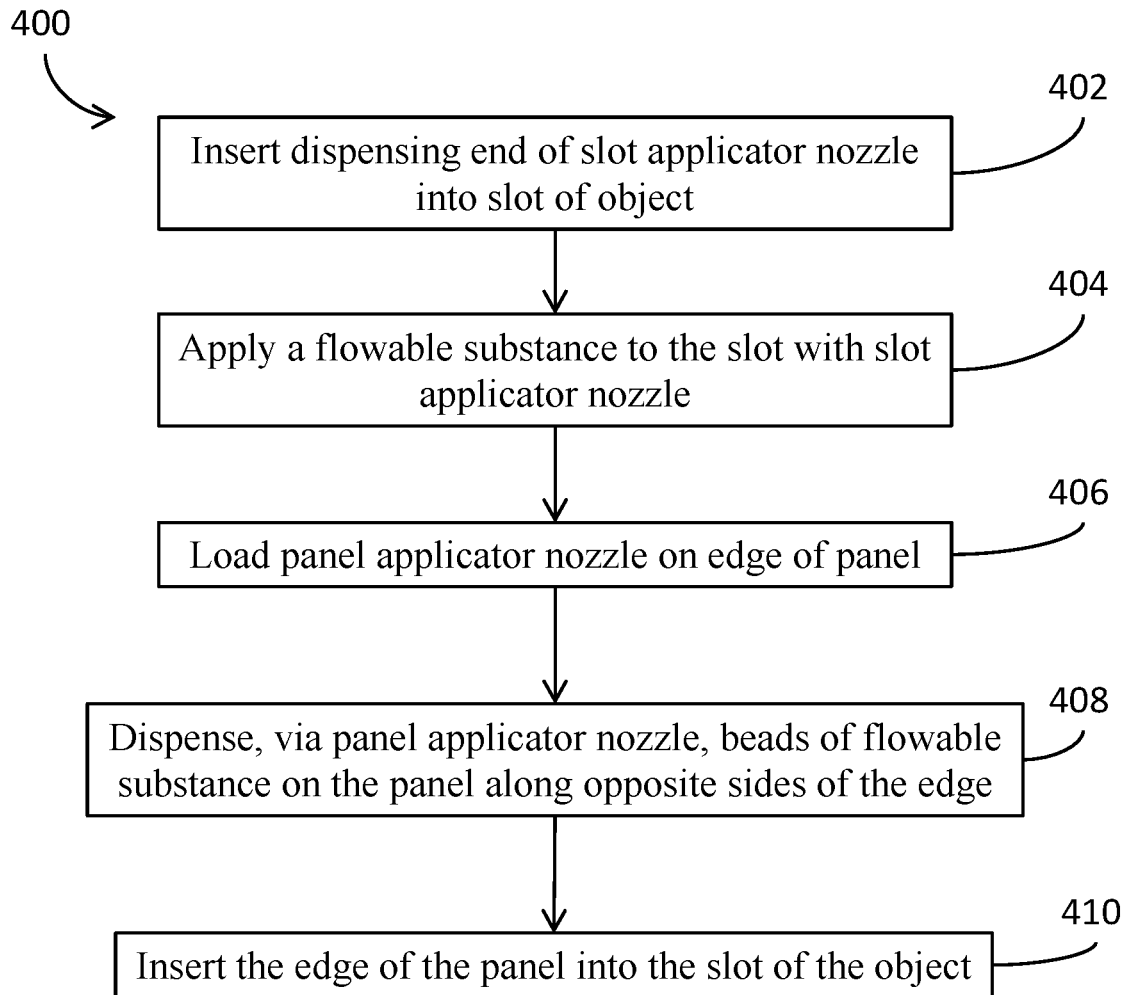 400
402
Insert dispensing end of slot applicator nozzle
into slot of object
404
Apply a flowable substance to the slot with slot
applicator nozzle
406
Load panel applicator nozzle on edge of panel
408
Dispense, via panel applicator nozzle, beads of flowable
substance on the panel along opposite sides of the edge
410
Insert the edge of the panel into the slot of the object